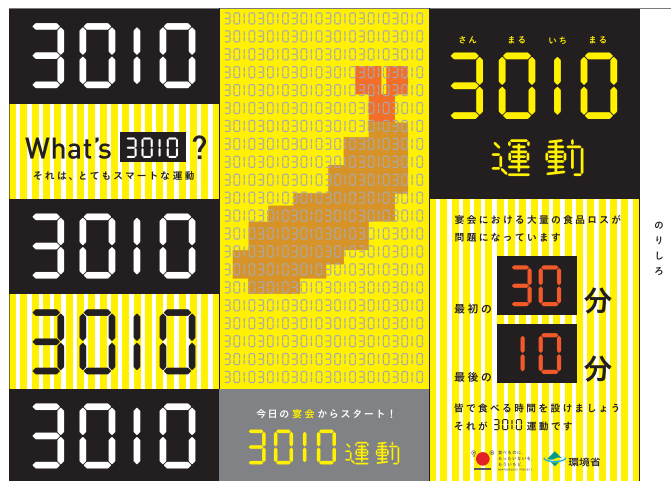 3010
What's 3010 ?
それは、とてもスマートな運動
3010
3010
3010
30103010301030103010
今日の宴会からスタート！
3010運動
さん まる いち まる
3010
運動
宴会における大量の食品ロスが
問題になっています
最初の 30 分
最後の 10 分
皆で食べる時間を設けましょう
それが 3010 運動です
環境省
のりしろ